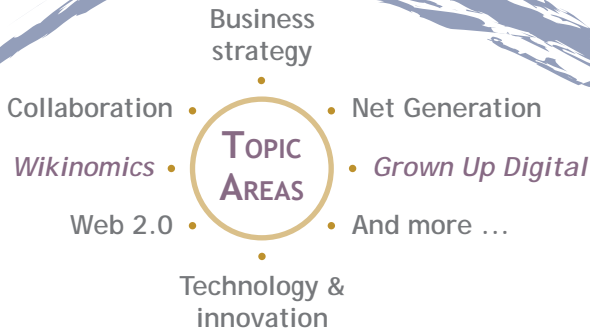 Business
strategy
Collaboration
Net Generation
TOPIC
AREAS
Wikinomics
Grown Up Digital
Web 2.0
And more …
Technology &
innovation